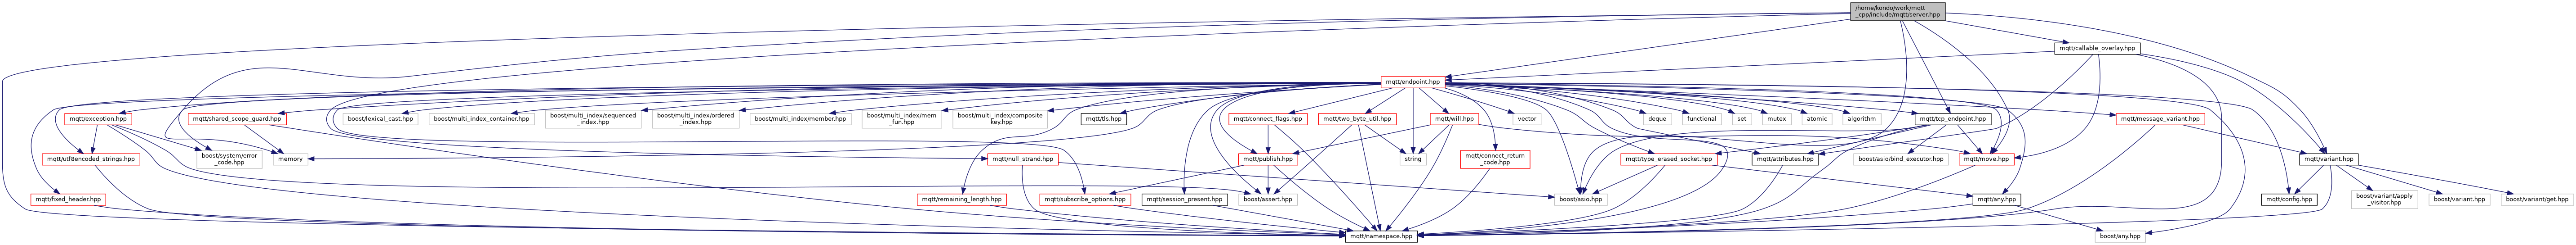 /home/kondo/work/mqtt
_cpp/include/mqtt/server.hpp
mqtt/callable_overlay.hpp
mqtt/endpoint.hpp
mqtt/exception.hpp
mqtt/shared_scope_guard.hpp
boost/lexical_cast.hpp
boost/multi_index_container.hpp
boost/multi_index/sequenced
_index.hpp
boost/multi_index/ordered
_index.hpp
boost/multi_index/member.hpp
boost/multi_index/mem
_fun.hpp
boost/multi_index/composite
_key.hpp
mqtt/tls.hpp
mqtt/connect_flags.hpp
mqtt/two_byte_util.hpp
mqtt/will.hpp
vector
deque
functional
set
mutex
atomic
algorithm
mqtt/tcp_endpoint.hpp
mqtt/message_variant.hpp
mqtt/utf8encoded_strings.hpp
boost/system/error
_code.hpp
memory
mqtt/null_strand.hpp
mqtt/publish.hpp
string
mqtt/connect_return
_code.hpp
mqtt/type_erased_socket.hpp
mqtt/attributes.hpp
boost/asio/bind_executor.hpp
mqtt/move.hpp
mqtt/variant.hpp
mqtt/fixed_header.hpp
mqtt/remaining_length.hpp
mqtt/subscribe_options.hpp
mqtt/session_present.hpp
boost/assert.hpp
boost/asio.hpp
mqtt/any.hpp
mqtt/config.hpp
boost/variant/apply
_visitor.hpp
boost/variant.hpp
boost/variant/get.hpp
mqtt/namespace.hpp
boost/any.hpp